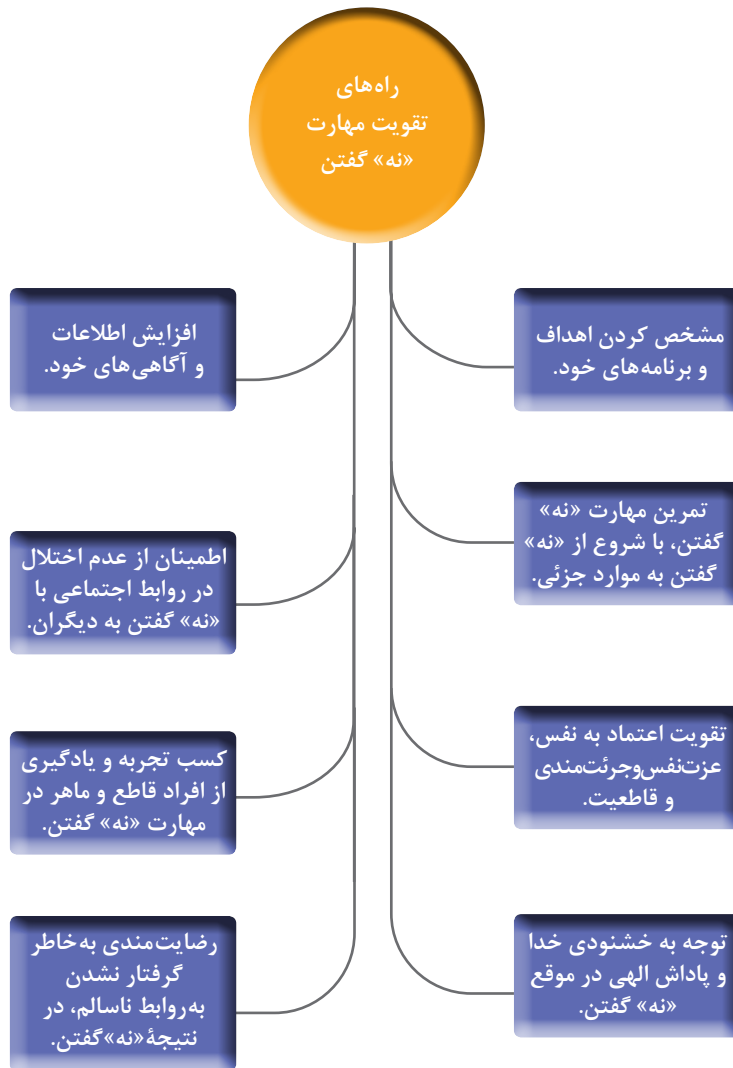 راه‌های
تقویت مهارت
«نه» گفتن
مشخص کردن اهداف
و برنامه‌های خود.
افزایش اطلاعات
و آگاهی‌های خود.
تمرین مهارت «نه»
گفتن، با شروع از «نه»
گفتن به موارد جزئی.
اطمینان از عدم اختلال
در روابط اجتماعی با
«نه» گفتن به دیگران.
تقویت اعتماد به نفس،
عزت‌نفس‌وجرئت‌مندی
و قاطعیت.
کسب تجربه و یادگیری
از افراد قاطع و ماهر در
مهارت «نه» گفتن.
توجه به خشنودی خدا
و پاداش الهی در موقع
«نه» گفتن.
رضایت‌مندی به‌خاطر
گرفتار نشدن
به‌روابط ناسالم، در
نتیجهٔ«نه»گفتن.